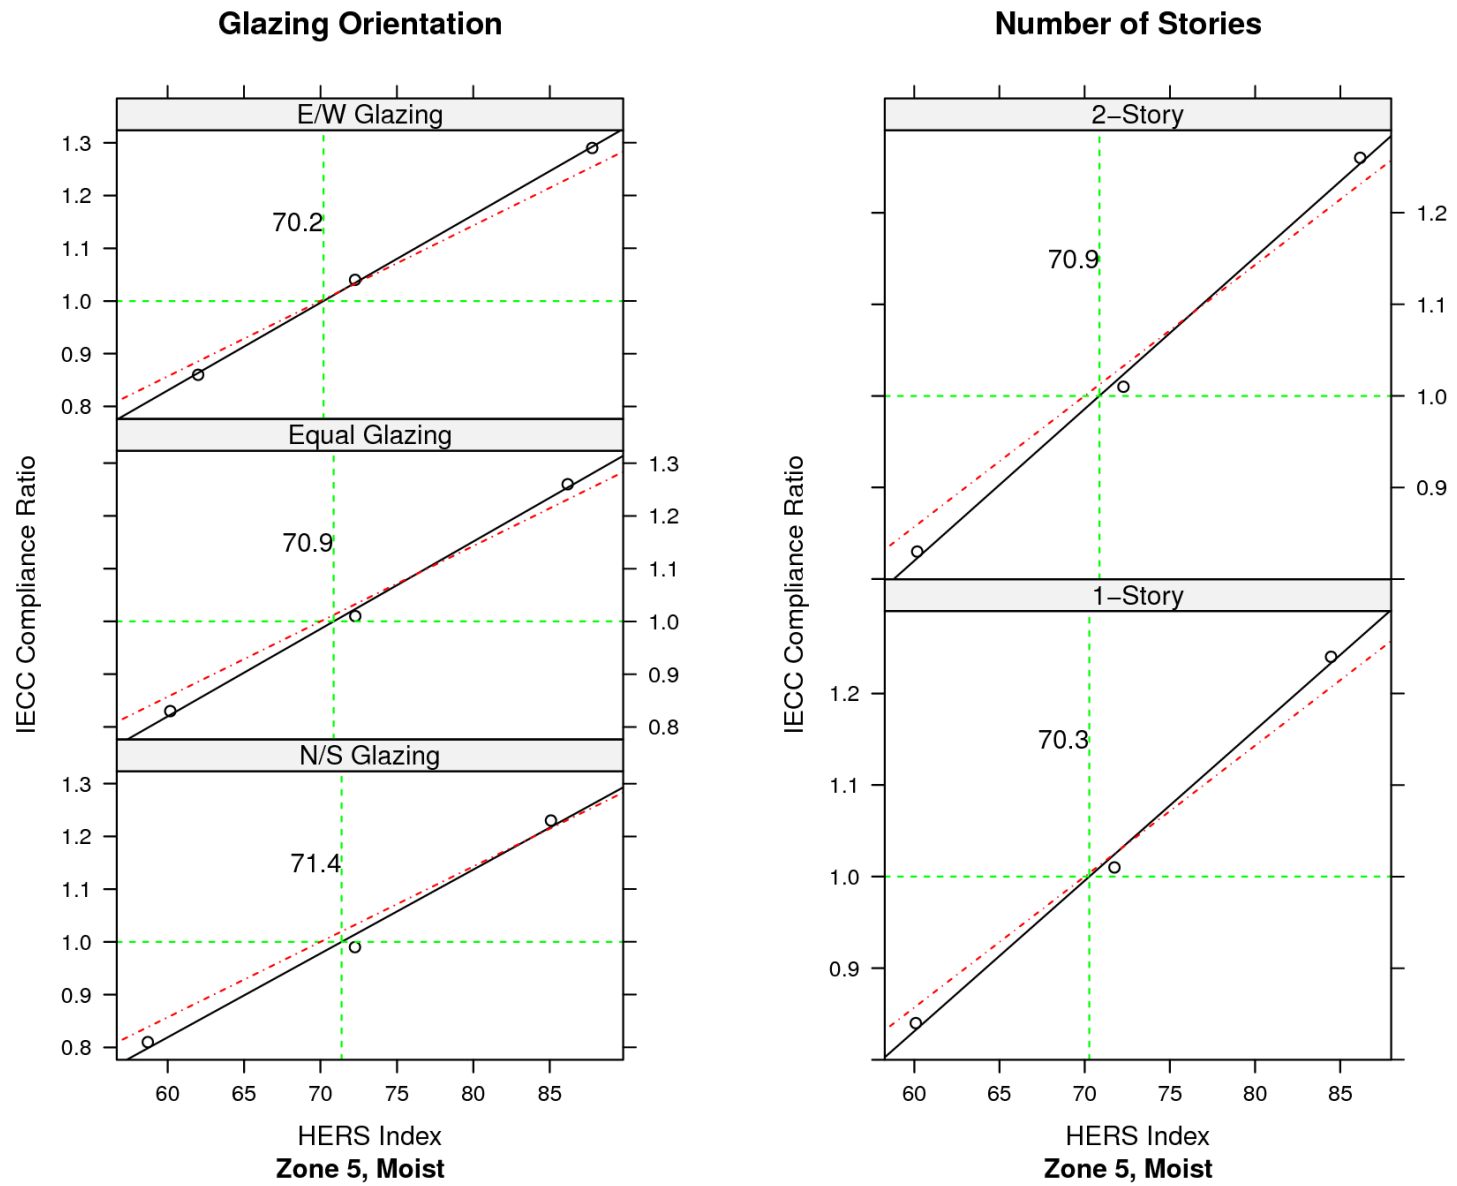 Glazing Orientation
E/W Glazing
1.3
1.2
1.1
1.0
0.9
0.8
70.2
Equal Glazing
1.3
1.2
1.1
1.0
0.9
0.8
70.9
N/S Glazing
1.3
1.2
1.1
1.0
0.9
0.8
71.4
IECC Compliance Ratio
60 65 70 75 80 85
HERS Index
Zone 5, Moist
Number of Stories
2−Story
1.2
1.1
1.0
0.9
70.9
1−Story
1.2
1.1
1.0
0.9
70.3
IECC Compliance Ratio
60 65 70 75 80 85
HERS Index
Zone 5, Moist